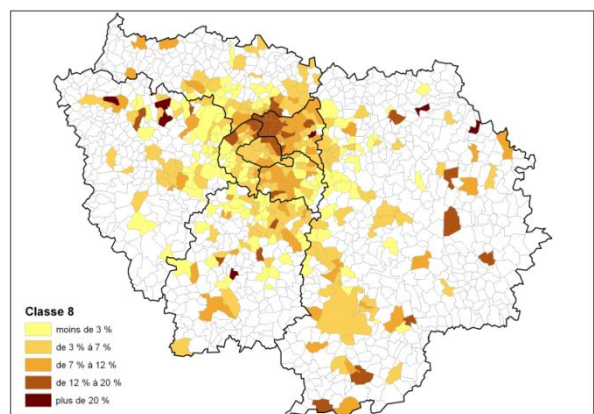 Classe 8
moins de 3 %
de 3 % à 7 %
de 7 % à 12 %
de 12 % à 20 %
plus de 20 %